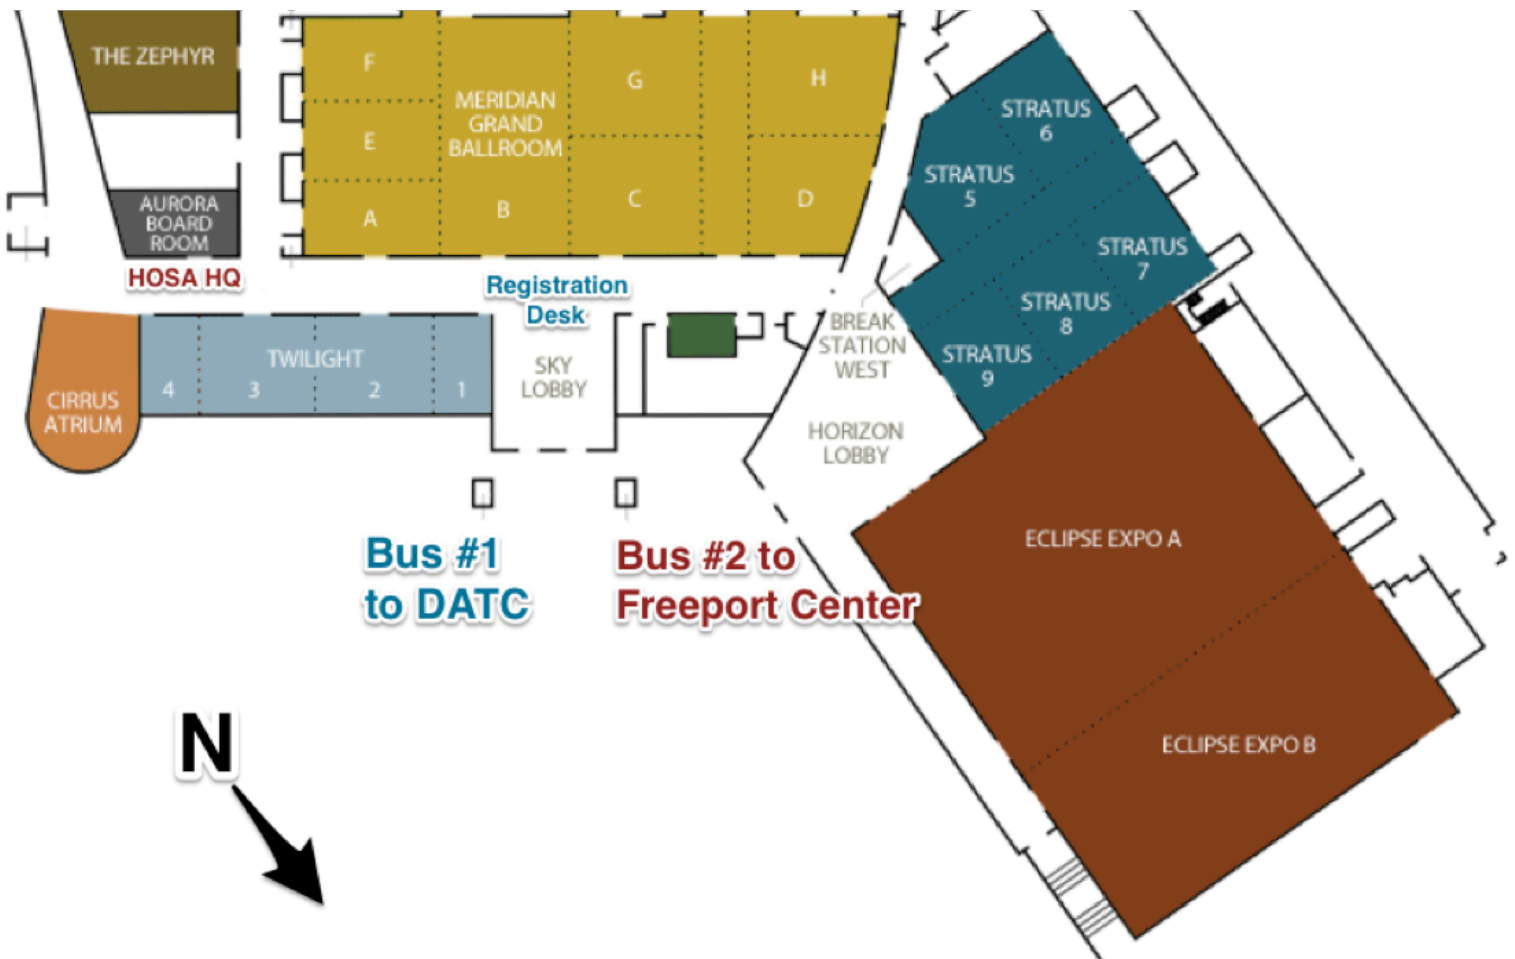 THE ZEPHYR
AURORA
BOARD
ROOM
HOSA HQ
F
E
A
MERIDIAN
GRAND
BALLROOM
B
G
C
H
D
STRATUS
6
STRATUS
5
STRATUS
7
STRATUS
8
STRATUS
9
Registration
Desk
SKY
LOBBY
BREAK
STATION
WEST
HORIZON
LOBBY
CIRRUS
ATRIUM
TWILIGHT
4
3
2
1
Bus #1
to DATC
Bus #2 to
Freeport Center
ECLIPSE EXPO A
ECLIPSE EXPO B
N